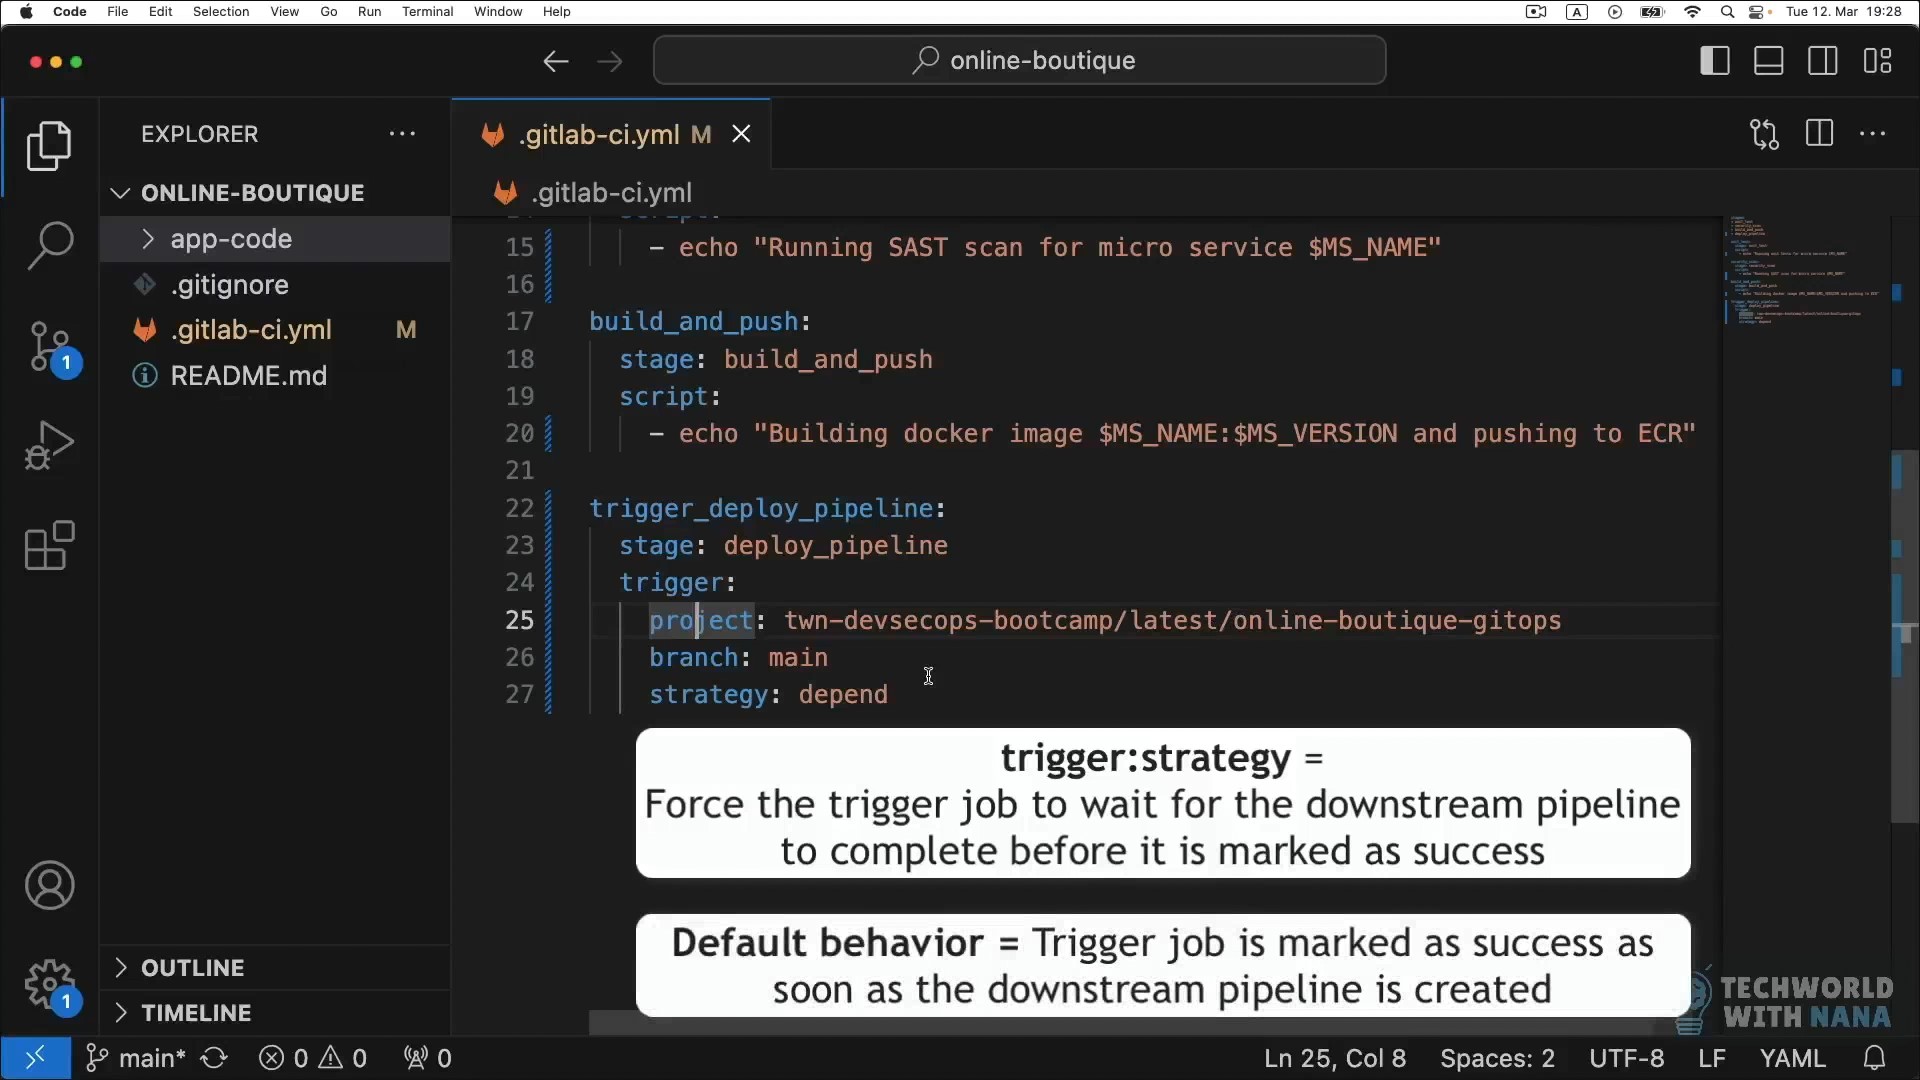 Code File Edit Selection View Go Run Terminal Window Help A Tue 12. Mar 19:28
online-boutique
EXPLORER
ONLINE-BOUTIQUE
app-code
.gitignore
.gitlab-ci.yml M
README.md
OUTLINE
TIMELINE
1
1
.gitlab-ci.yml M
.gitlab-ci.yml
15 - echo "Running SAST scan for micro service $MS_NAME"
16
17 build_and_push:
18 stage: build_and_push
19 script:
20 - echo "Building docker image $MS_NAME:$MS_VERSION and pushing to ECR"
21
22 trigger_deploy_pipeline:
23 stage: deploy_pipeline
24 trigger:
25 project: twn-devsecops-bootcamp/latest/online-boutique-gitops
26 branch: main
27 strategy: depend
trigger:strategy =
Force the trigger job to wait for the downstream pipeline
to complete before it is marked as success
Default behavior = Trigger job is marked as success as
soon as the downstream pipeline is created
TECHWORLD
WITH NANA
main* 0 0 0 Ln 25, Col 8 Spaces: 2 UTF-8 LF YAML